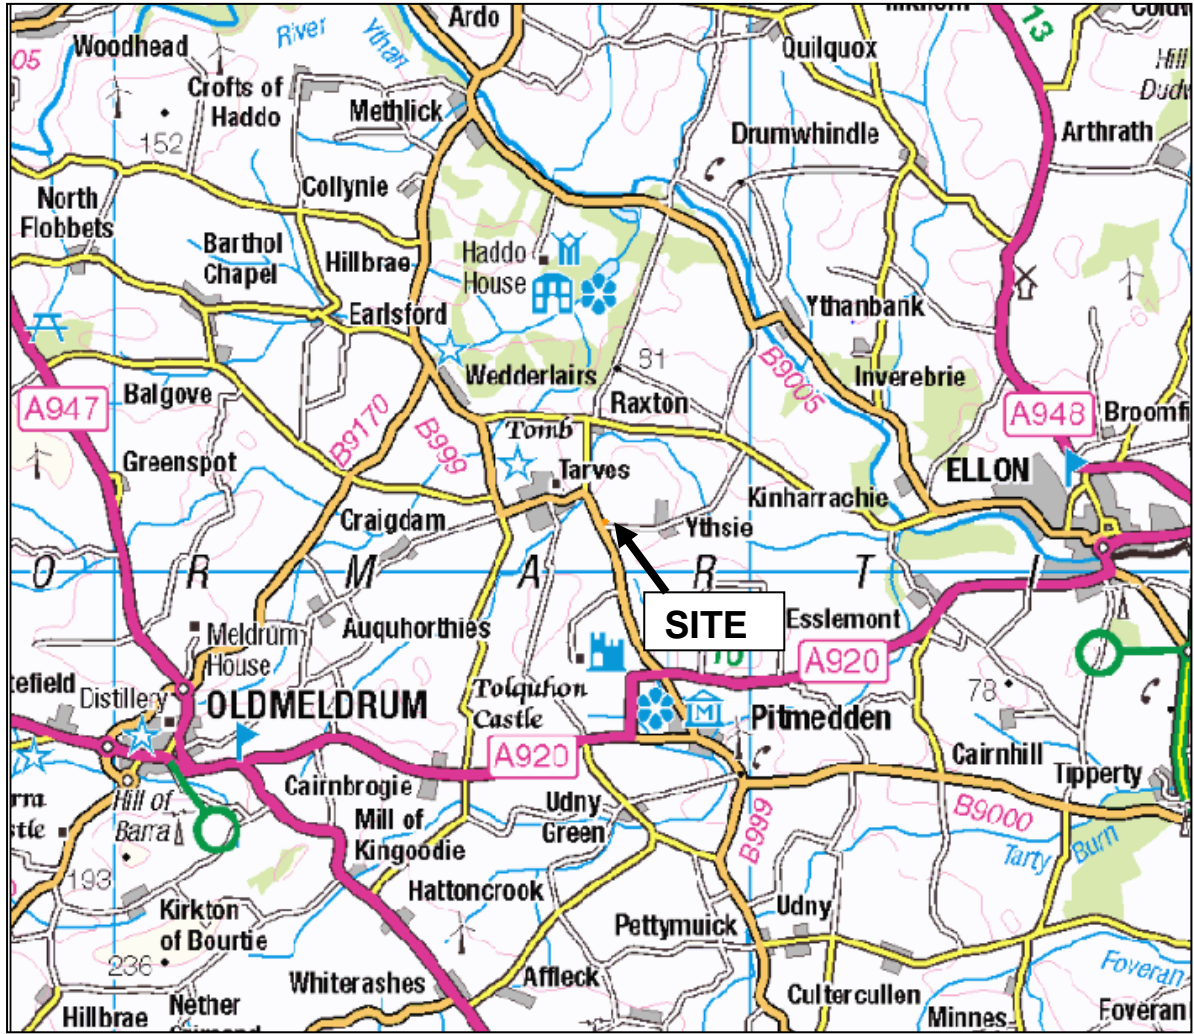 Ardo
Woodhead
River
Ythan
13
05
Quilquox
Hill
Crofts of
Haddo
Methlick
152
Drumwhindle
Arthrath
Collynie
North
Flobbets
Barthol
Chapel
Hillbrae
Haddo
House
Earlsford
Ythanbank
81
Wedderlairs
B9005
Inverebrie
A947
Balgove
B9170
B999
Raxton
A948
Tomb
Greenspot
Tarves
ELLON
Kinharrachie
Craigdam
Ythsie
O R M A R T I
SITE
Esslemont
Meldrum
House
Auquhorthies
10
A920
Distillery
OLDMELDRUM
Tolquhon
Castle
78
Pitmedden
A920
Cairnhill
Cairnbrogie
Tipperty
Hill of
Barra
Mill of
Kingoodie
Udny
Green
B999
B9000
Tarty Burn
193
Hattoncrook
Kirkton
of Bourtie
Pettymuick
Udny
236
Whiterashes
Affleck
Foveran
Cultercullen
Hillbrae
Nether
Minnes
Foveran